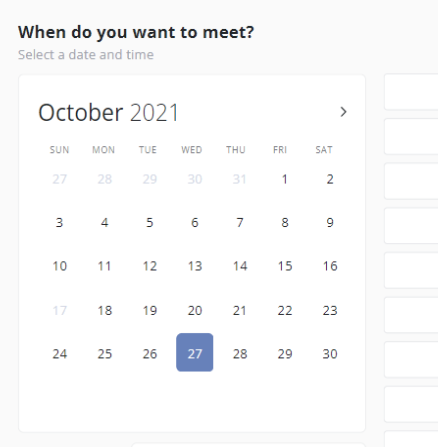 When do you want to meet?
Select a date and time
October 2021 >
SUN MON TUE WED THU FRI SAT
27 28 29 30 31 1 2
3 4 5 6 7 8 9
10 11 12 13 14 15 16
17 18 19 20 21 22 23
24 25 26 27 28 29 30